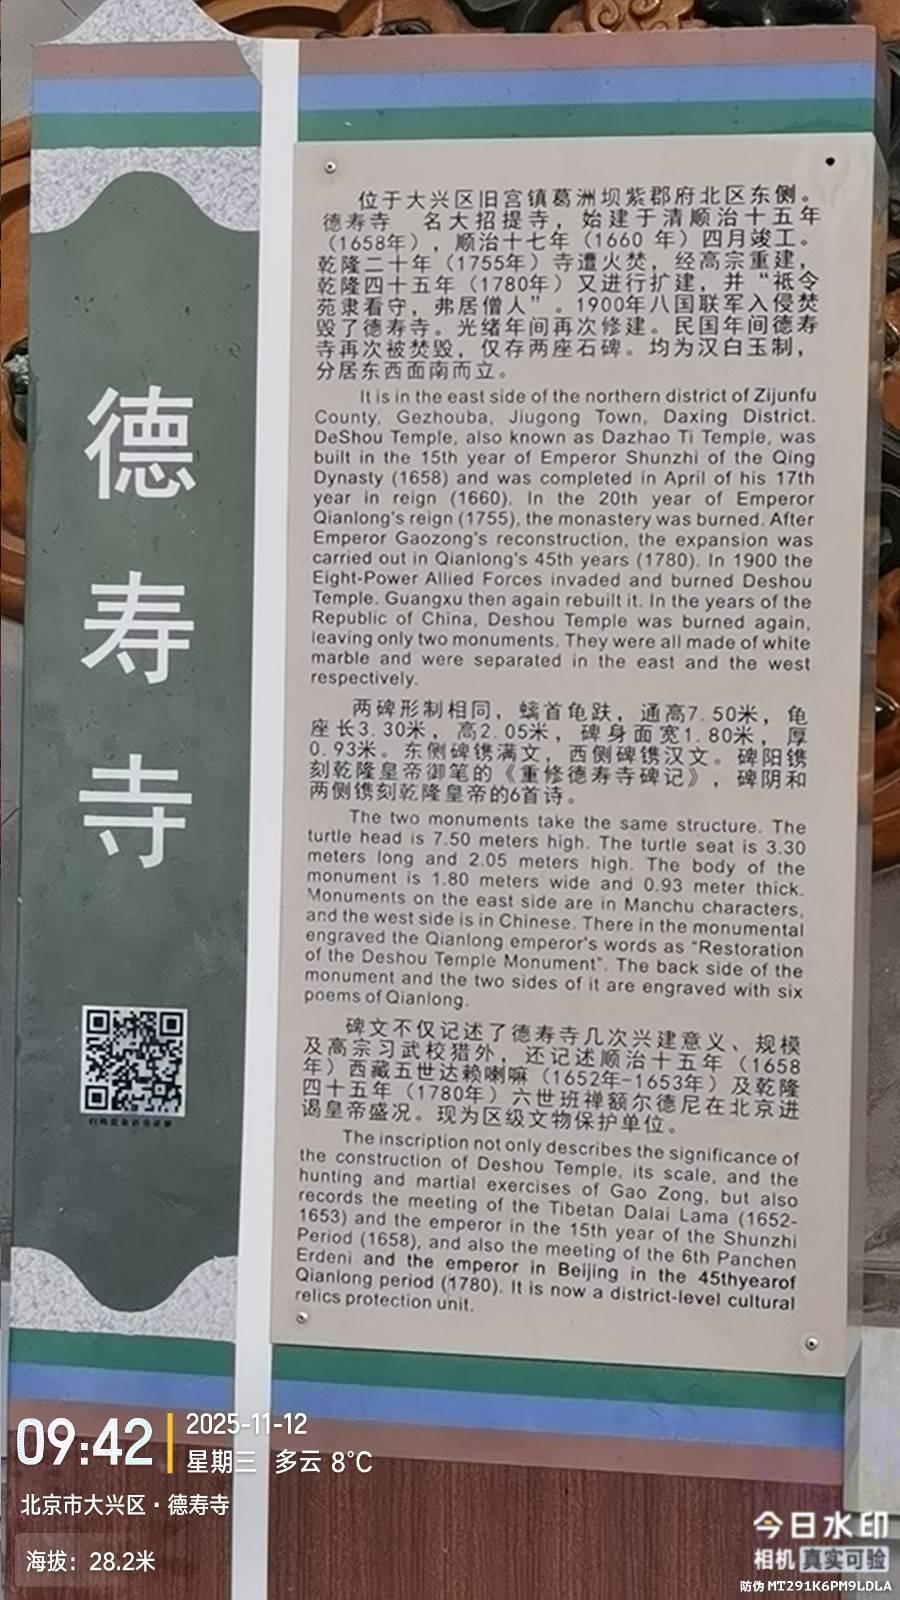 德寿寺
位于大兴区旧宫镇葛洲坝紫郡府北区东侧。
德寿寺 名大招提寺，始建于清顺治十五年
（1658年），顺治十七年（1660 年）四月竣工。
乾隆二十年（1755年）寺遭火焚，经高宗重建，
乾隆四十五年（1780年）又进行扩建，并“祗令
苑隶看守，弗居僧人”。1900年八国联军入侵焚
毁了德寿寺。光绪年间再次修建。民国年间德寿
寺再次被焚毁，仅存两座石碑。均为汉白玉制，
分居东西面南而立。
It is in the east side of the northern district of Zijunfu
County, Gezhouba, Jiugong Town, Daxing District.
DeShou Temple, also known as Dazhao Ti Temple, was
built in the 15th year of Emperor Shunzhi of the Qing
Dynasty (1658) and was completed in April of his 17th
year in reign (1660). In the 20th year of Emperor
Qianlong's reign (1755), the monastery was burned. After
Emperor Gaozong's reconstruction, the expansion was
carried out in Qianlong's 45th years (1780). In 1900 the
Eight-Power Allied Forces invaded and burned Deshou
Temple. Guangxu then again rebuilt it. In the years of the
Republic of China, Deshou Temple was burned again,
leaving only two monuments. They were all made of white
marble and were separated in the east and the west
respectively.
两碑形制相同，螭首龟趺，通高7.50米，龟
座长3.30米，高2.05米，碑身面宽1.80米，厚
0.93米。东侧碑镌满文，西侧碑镌汉文。碑阳镌
刻乾隆皇帝御笔的《重修德寿寺碑记》，碑阴和
两侧镌刻乾隆皇帝的6首诗。
The two monuments take the same structure. The
turtle head is 7.50 meters high. The turtle seat is 3.30
meters long and 2.05 meters high. The body of the
monument is 1.80 meters wide and 0.93 meter thick.
Monuments on the east side are in Manchu characters,
and the west side is in Chinese. There in the monumental
engraved the Qianlong emperor's words as “Restoration
of the Deshou Temple Monument”. The back side of the
monument and the two sides of it are engraved with six
poems of Qianlong.
碑文不仅记述了德寿寺几次兴建意义、规模
及高宗习武校猎外，还记述顺治十五年（1658
年）西藏五世达赖喇嘛（1652年-1653年）及乾隆
四十五年（1780年）六世班禅额尔德尼在北京进
谒皇帝盛况。现为区级文物保护单位。
The inscription not only describes the significance of
the construction of Deshou Temple, its scale, and the
hunting and martial exercises of Gao Zong, but also
records the meeting of the Tibetan Dalai Lama (1652-
1653) and the emperor in the 15th year of the Shunzhi
Period (1658), and also the meeting of the 6th Panchen
Erdeni and the emperor in Beijing in the 45thyearof
Qianlong period (1780). It is now a district-level cultural
relics protection unit.
09:42
2025-11-12
星期三 多云 8℃
北京市大兴区·德寿寺
海拔：28.2米
今日水印
相机 真实可验
防伪 MT291K6PM9LDLA